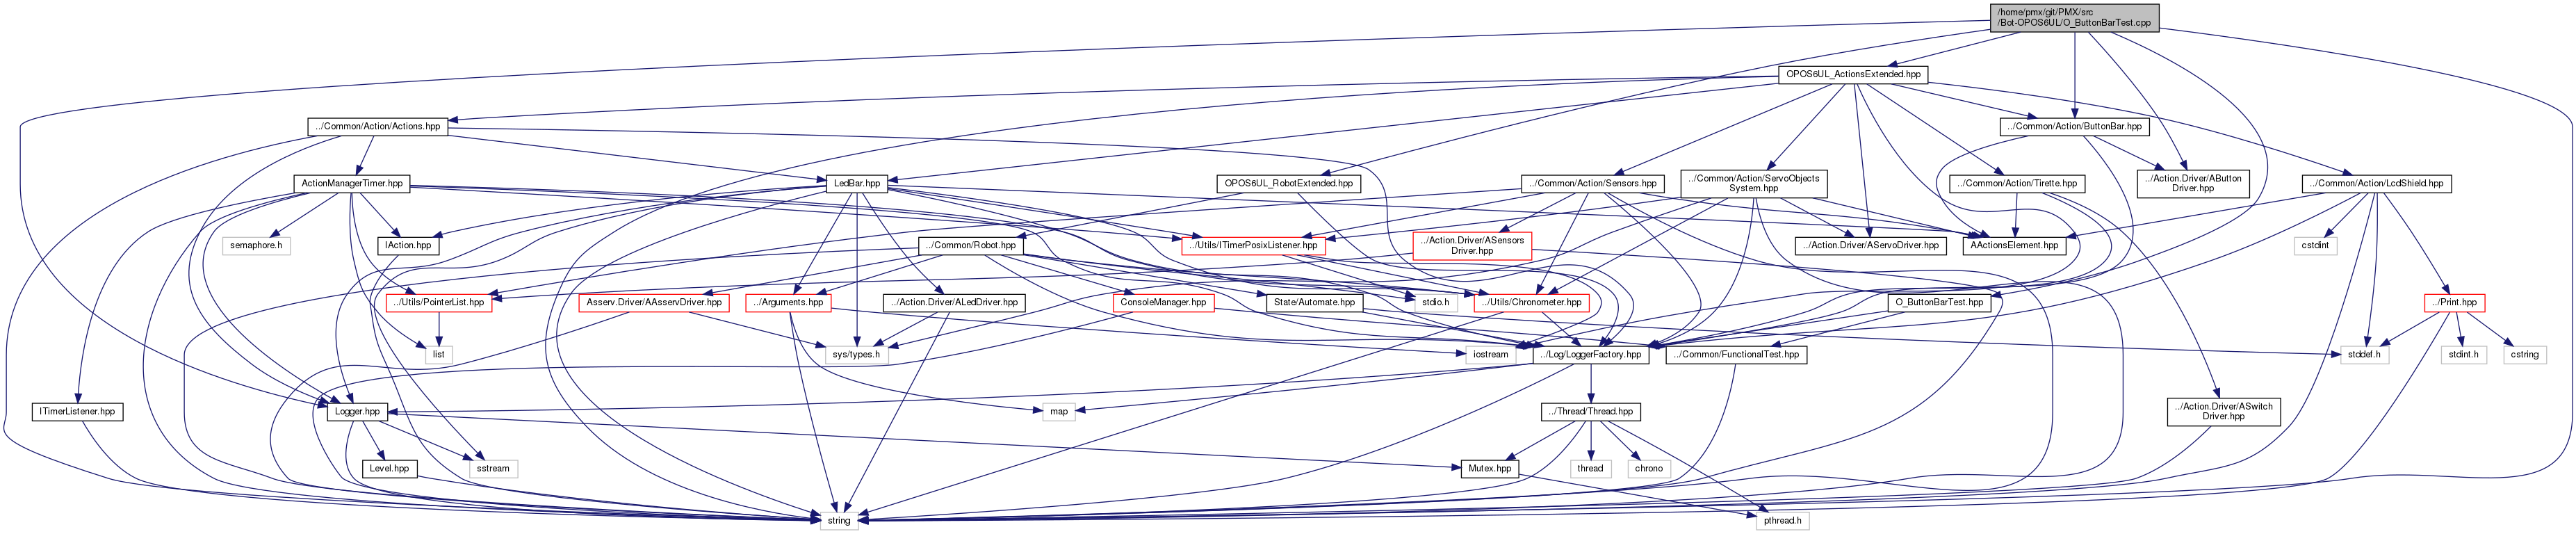 /home/pmx/git/PMX/src
/Bot-OPOS6UL/O_ButtonBarTest.cpp
OPOS6UL_ActionsExtended.hpp
../Common/Action/Actions.hpp
../Common/Action/ButtonBar.hpp
ActionManagerTimer.hpp
LedBar.hpp
OPOS6UL_RobotExtended.hpp
../Common/Action/Sensors.hpp
../Common/Action/ServoObjects
System.hpp
../Common/Action/Tirette.hpp
../Action.Driver/AButton
Driver.hpp
../Common/Action/LcdShield.hpp
semaphore.h
IAction.hpp
../Common/Robot.hpp
../Utils/ITimerPosixListener.hpp
../Action.Driver/ASensors
Driver.hpp
../Action.Driver/AServoDriver.hpp
AActionsElement.hpp
cstdint
../Utils/PointerList.hpp
Asserv.Driver/AAsservDriver.hpp
../Arguments.hpp
../Action.Driver/ALedDriver.hpp
ConsoleManager.hpp
State/Automate.hpp
stdio.h
../Utils/Chronometer.hpp
O_ButtonBarTest.hpp
../Print.hpp
list
sys/types.h
iostream
../Log/LoggerFactory.hpp
../Common/FunctionalTest.hpp
stddef.h
stdint.h
cstring
ITimerListener.hpp
Logger.hpp
map
../Thread/Thread.hpp
../Action.Driver/ASwitch
Driver.hpp
Level.hpp
sstream
Mutex.hpp
thread
chrono
string
pthread.h